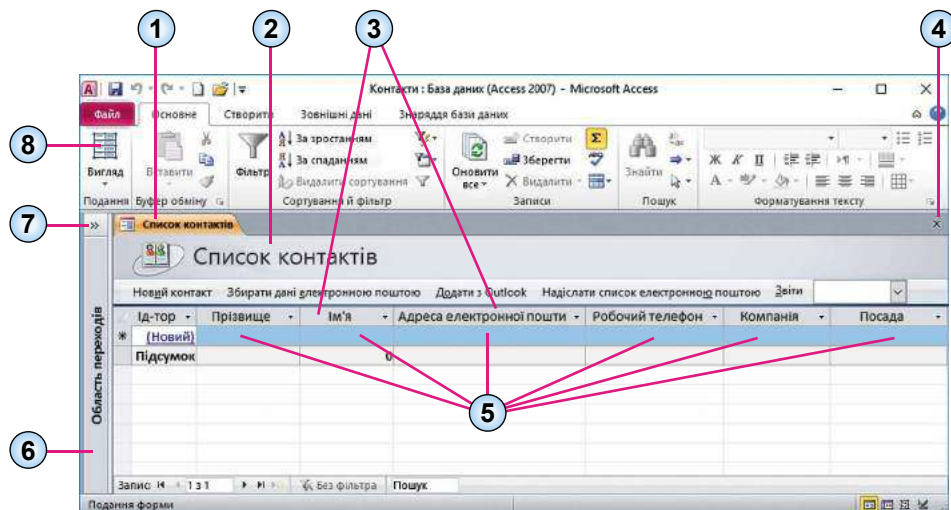 1 2 3 4
Контакти : База даних (Access 2007) - Microsoft Access
Файл Основне Створити Зовнішні дані Знаряддя бази даних
8
Вигляд Вставити Фільтр За зростанням За спаданням Видалити сортування Оновити все Створити Зберегти Видалити Σ Знайти Ж К П А
Подання Буфер обміну Сортування й фільтр Записи Пошук Форматування тексту
7 » Список контактів ×
Список контактів
Новий контакт Збирати дані електронною поштою Додати з Outlook Надіслати список електронною поштою Звіти
Ід-тор Прізвище Ім'я Адреса електронної пошти Робочий телефон Компанія Посада
* (Новий)
Підсумок 0
Область переходів
5
6
Запис 1 з 1 Без фільтра Пошук
Подання форми